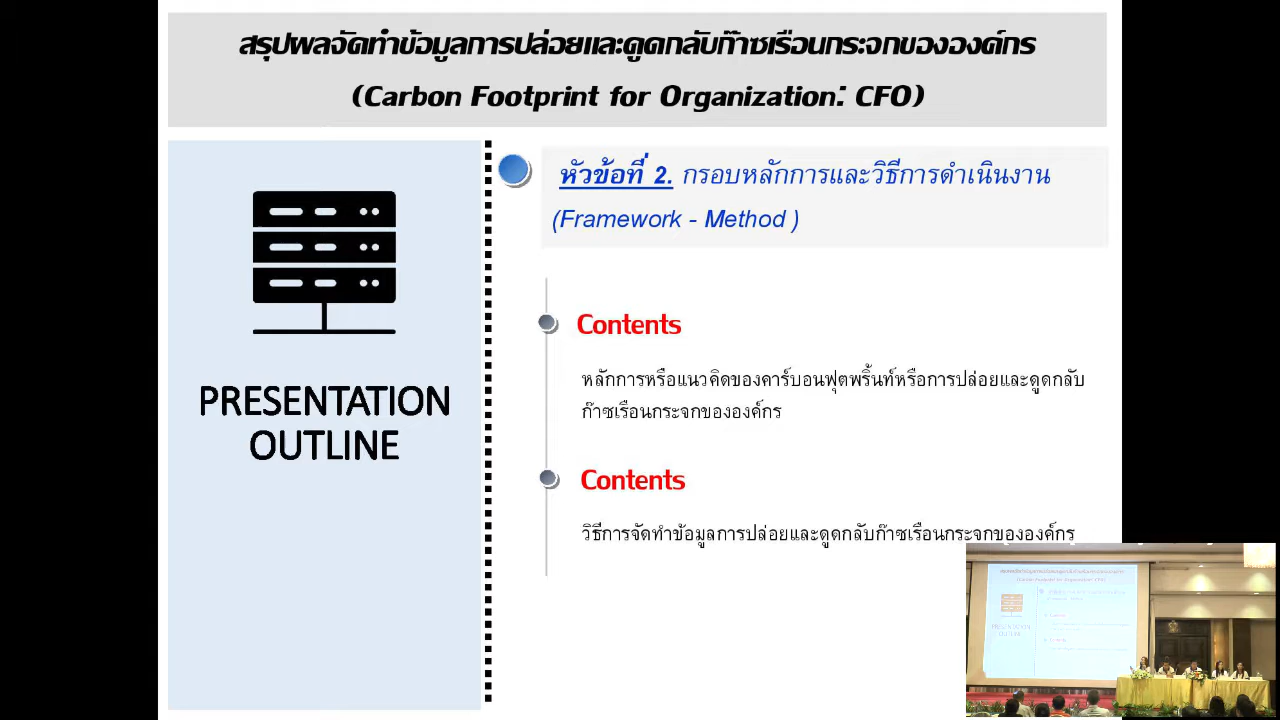 สรุปผลจัดทำข้อมูลการปล่อยและดูดกลับก๊าซเรือนกระจกขององค์กร
(Carbon Footprint for Organization: CFO)
PRESENTATION
OUTLINE
หัวข้อที่ 2. กรอบหลักการและวิธีการดำเนินงาน
(Framework - Method )
Contents
หลักการหรือแนวคิดของคาร์บอนฟุตพริ้นท์หรือการปล่อยและดูดกลับ
ก๊าซเรือนกระจกขององค์กร
Contents
วิธีการจัดทำข้อมูลการปล่อยและดูดกลับก๊าซเรือนกระจกขององค์กร
(Carbon Footprint for Organization: CFO)
PRESENTATION
OUTLINE